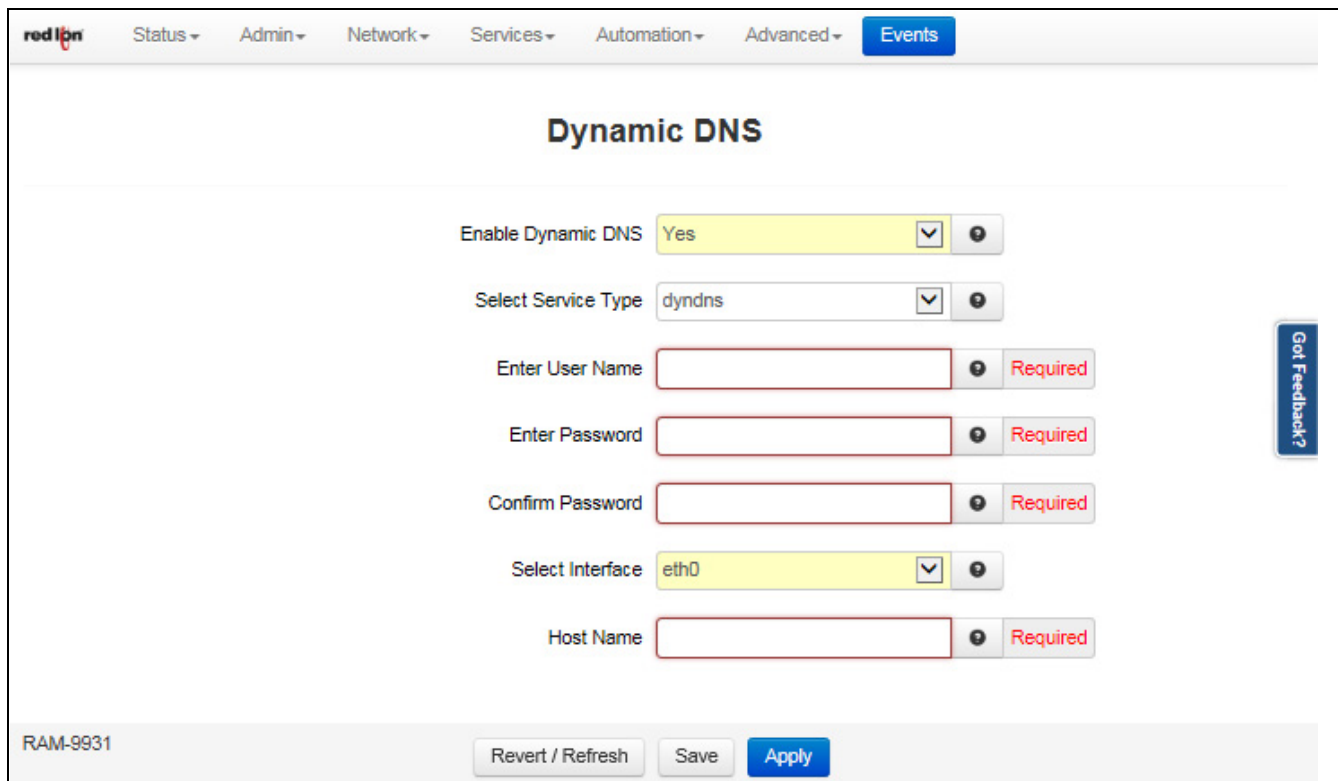 red lion Status Admin Network Services Automation Advanced Events
Dynamic DNS
Enable Dynamic DNS Yes
Select Service Type dyndns
Enter User Name Required
Enter Password Required
Confirm Password Required
Select Interface eth0
Host Name Required
Got Feedback?
RAM-9931 Revert / Refresh Save Apply